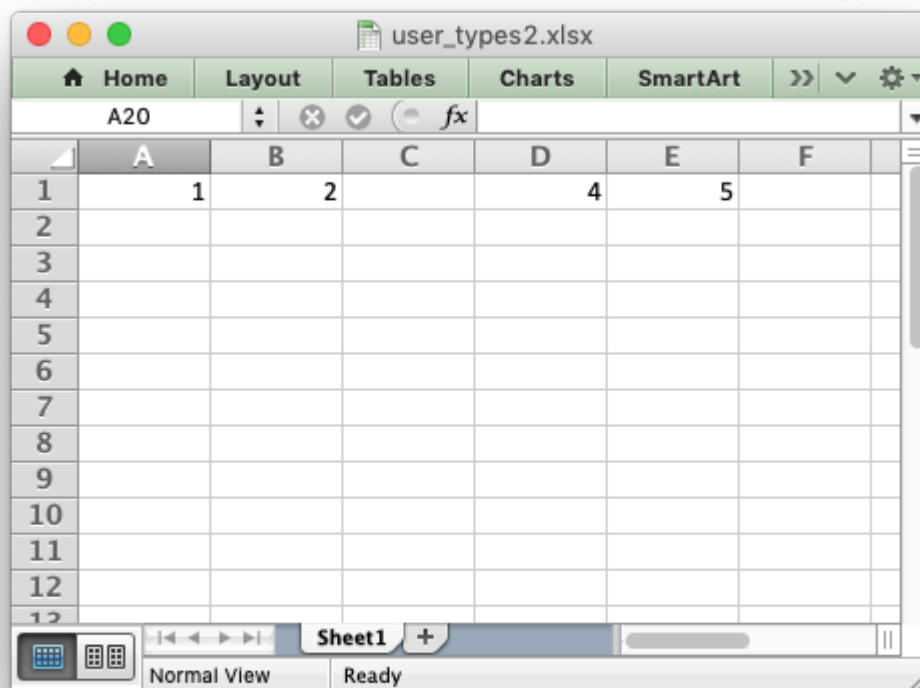 user_types2.xlsx
Home Layout Tables Charts SmartArt
A20 fx
A B C D E F
1 1 2 4 5
2
3
4
5
6
7
8
9
10
11
12
13
Sheet1 +
Normal View Ready